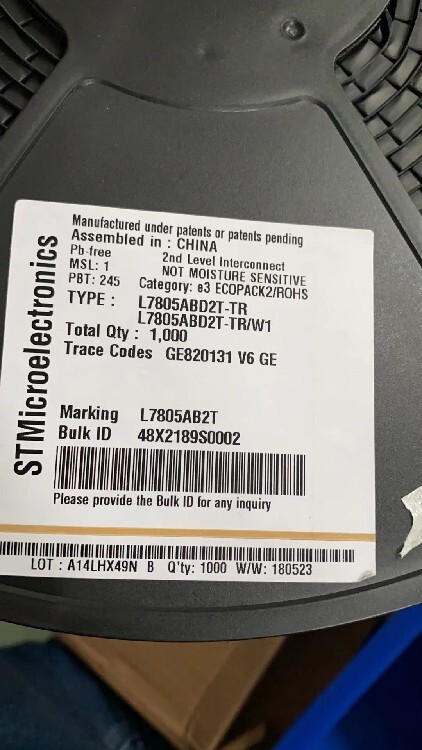 STMicroelectronics
Manufactured under patents or patents pending
Assembled in : CHINA
Pb-free 2nd Level Interconnect
MSL: 1 NOT MOISTURE SENSITIVE
PBT: 245 Category: e3 ECOPACK2/ROHS
TYPE : L7805ABD2T-TR
L7805ABD2T-TR/W1
Total Qty : 1,000
Trace Codes GE820131 V6 GE
Marking L7805AB2T
Bulk ID 48X2189S0002
Please provide the Bulk ID for any inquiry
LOT : A14LHX49N B Q'ty: 1000 W/W: 180523